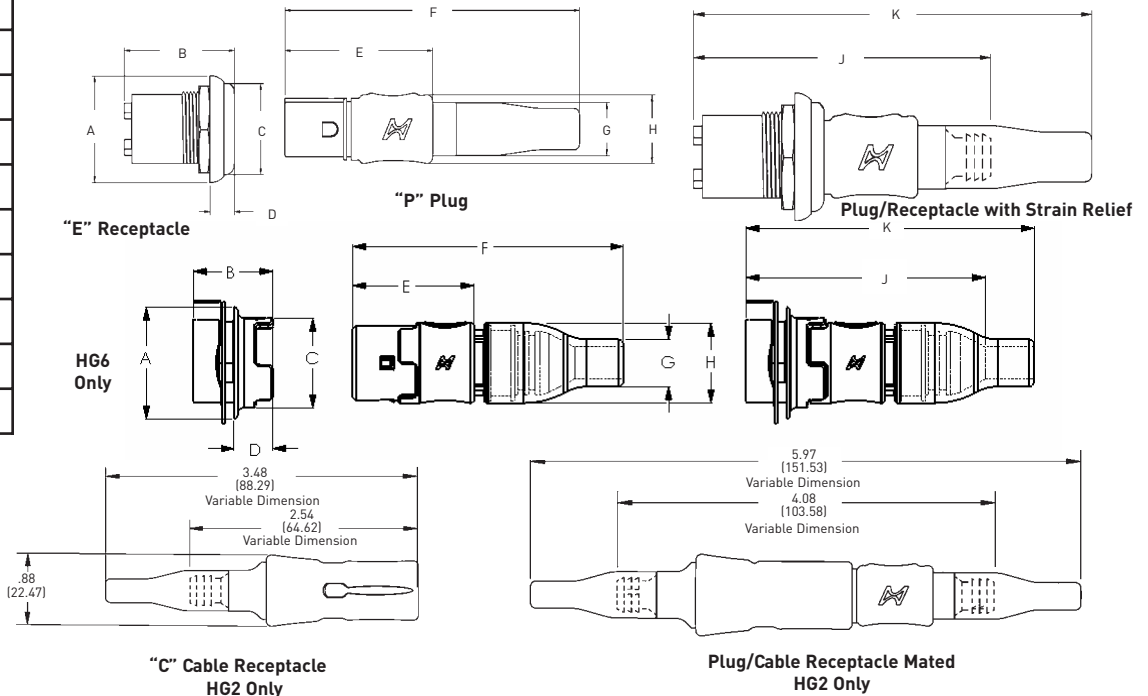 F
K
B
E
J
A
C
G
H
D
“P” Plug
“E” Receptacle
Plug/Receptacle with Strain Relief
K
F
B
J
E
HG6
Only
A
C
G
H
D
3.48
(88.29)
Variable Dimension
2.54
(64.62)
Variable Dimension
.88
(22.47)
5.97
(151.53)
Variable Dimension
4.08
(103.58)
Variable Dimension
“C” Cable Receptacle
HG2 Only
Plug/Cable Receptacle Mated
HG2 Only